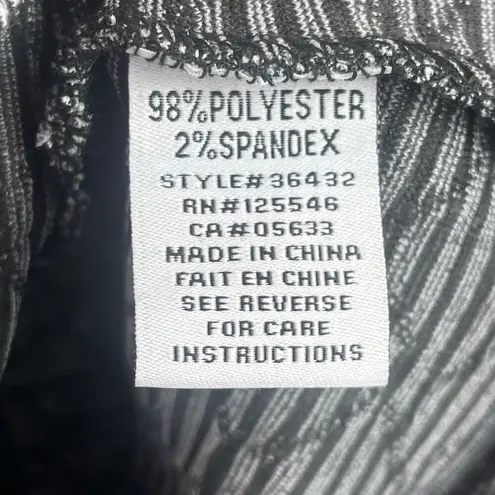 98%POLYESTER
2%SPANDEX
STYLE#36432
RN#125546
CA#05633
MADE IN CHINA
FAIT EN CHINE
SEE REVERSE
FOR CARE
INSTRUCTIONS